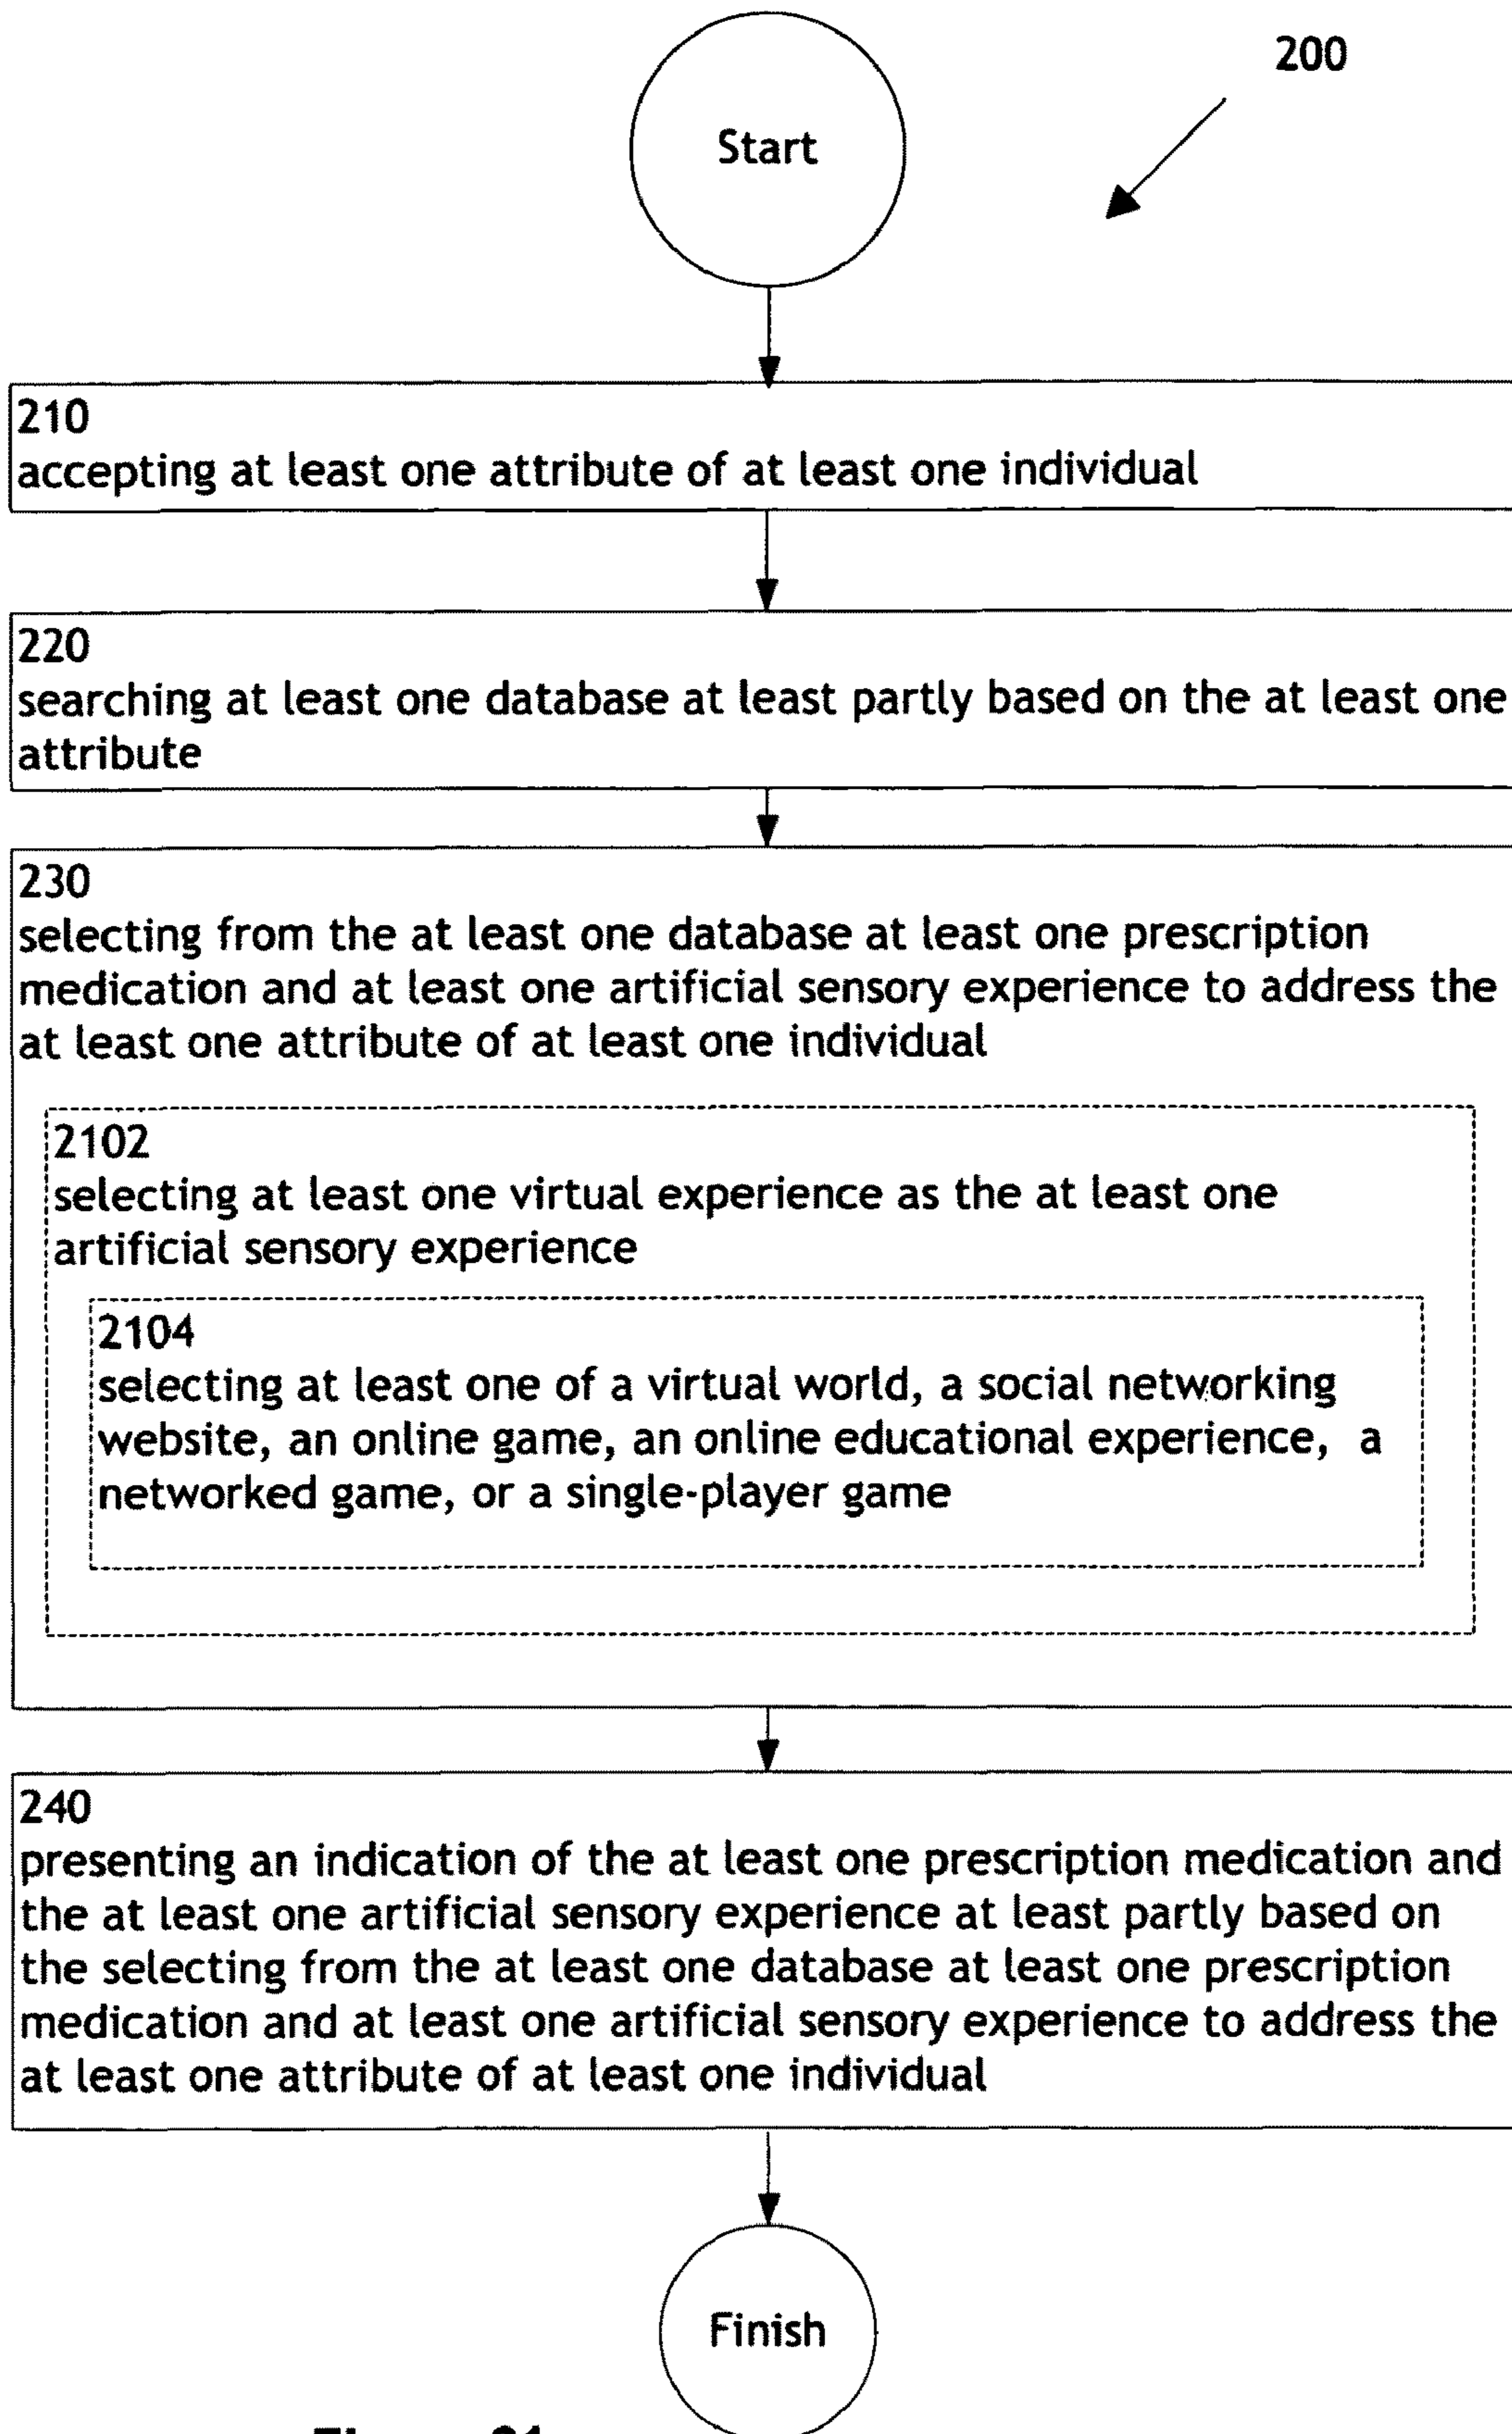 200
Start
210
accepting at least one attribute of at least one individual
220
searching at least one database at least partly based on the at least one
attribute
230
selecting from the at least one database at least one prescription
medication and at least one artificial sensory experience to address the
at least one attribute of at least one individual
2102
selecting at least one virtual experience as the at least one
artificial sensory experience
2104
selecting at least one of a virtual world, a social networking
website, an online game, an online educational experience, a
networked game, or a single-player game
240
presenting an indication of the at least one prescription medication and
the at least one artificial sensory experience at least partly based on
the selecting from the at least one database at least one prescription
medication and at least one artificial sensory experience to address the
at least one attribute of at least one individual
Finish